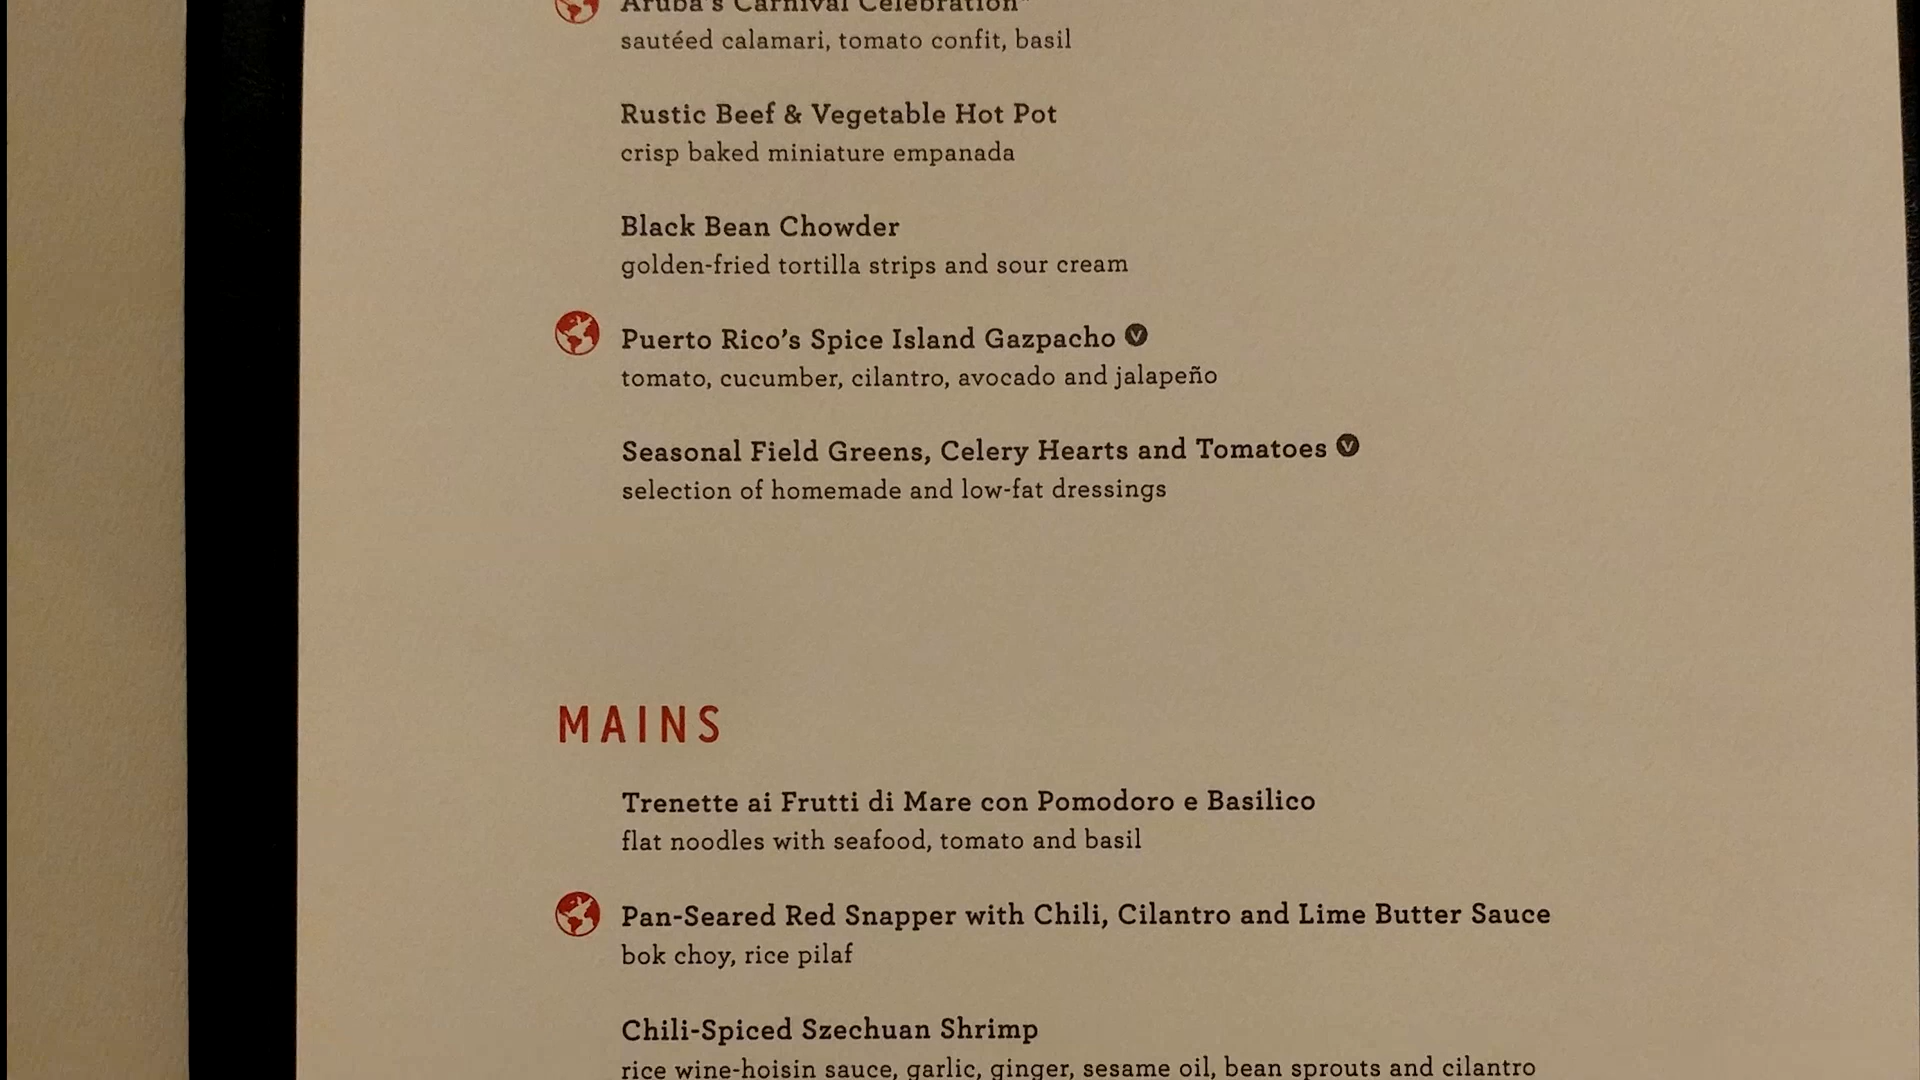 Aruba's Carnival Celebration*
sautéed calamari, tomato confit, basil
Rustic Beef & Vegetable Hot Pot
crisp baked miniature empanada
Black Bean Chowder
golden-fried tortilla strips and sour cream
Puerto Rico’s Spice Island Gazpacho V
tomato, cucumber, cilantro, avocado and jalapeño
Seasonal Field Greens, Celery Hearts and Tomatoes V
selection of homemade and low-fat dressings
MAINS
Trenette ai Frutti di Mare con Pomodoro e Basilico
flat noodles with seafood, tomato and basil
Pan-Seared Red Snapper with Chili, Cilantro and Lime Butter Sauce
bok choy, rice pilaf
Chili-Spiced Szechuan Shrimp
rice wine-hoisin sauce, garlic, ginger, sesame oil, bean sprouts and cilantro